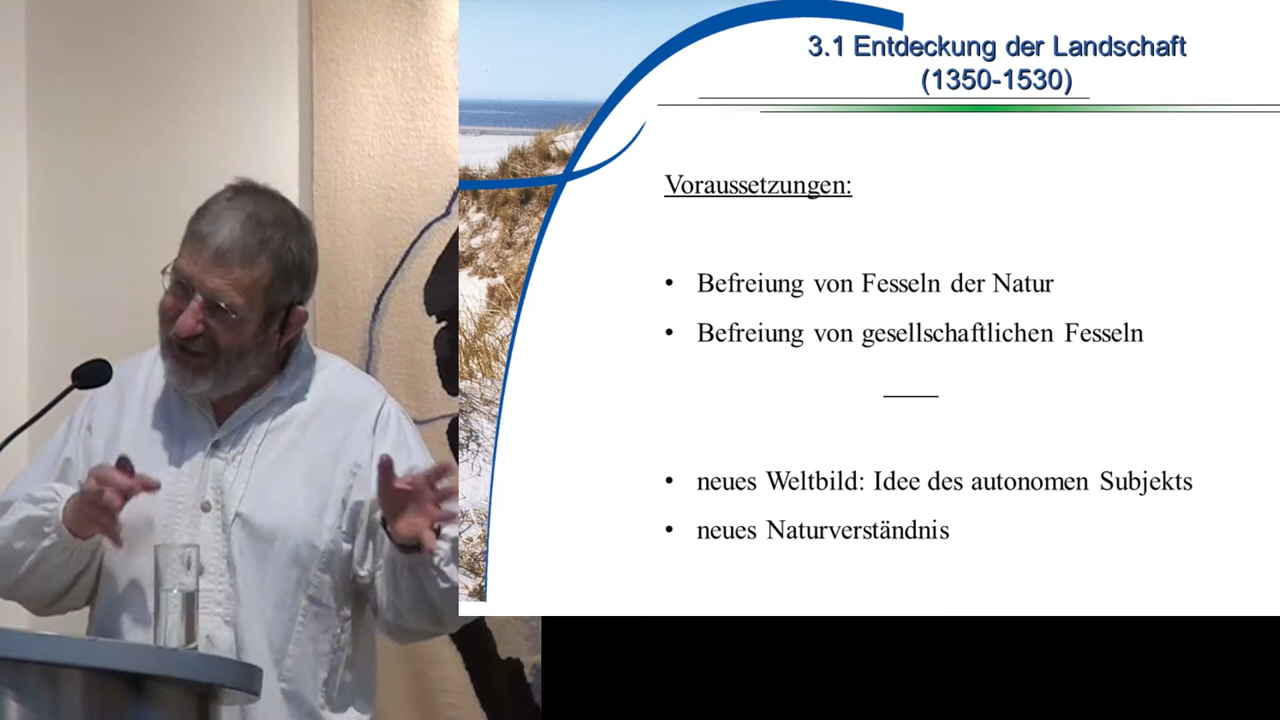 3.1 Entdeckung der Landschaft
(1350-1530)
Voraussetzungen:
• Befreiung von Fesseln der Natur
• Befreiung von gesellschaftlichen Fesseln
• neues Weltbild: Idee des autonomen Subjekts
• neues Naturverständnis